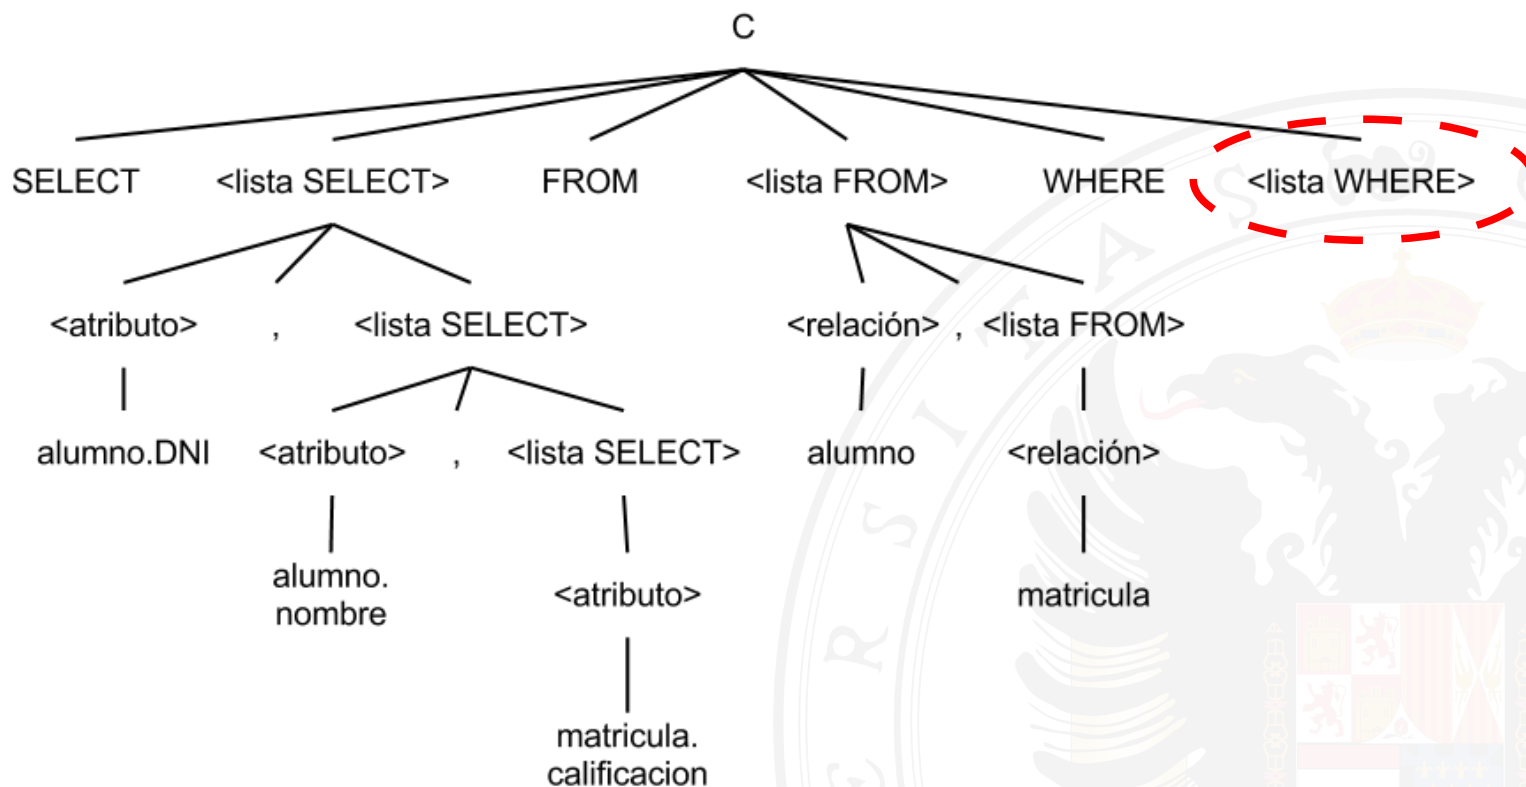 C
SELECT <lista SELECT> FROM <lista FROM> WHERE <lista WHERE>
<atributo> , <lista SELECT> <relación> , <lista FROM>
alumno.DNI <atributo> , <lista SELECT> alumno <relación>
alumno.
nombre
<atributo> matricula
matricula.
calificacion